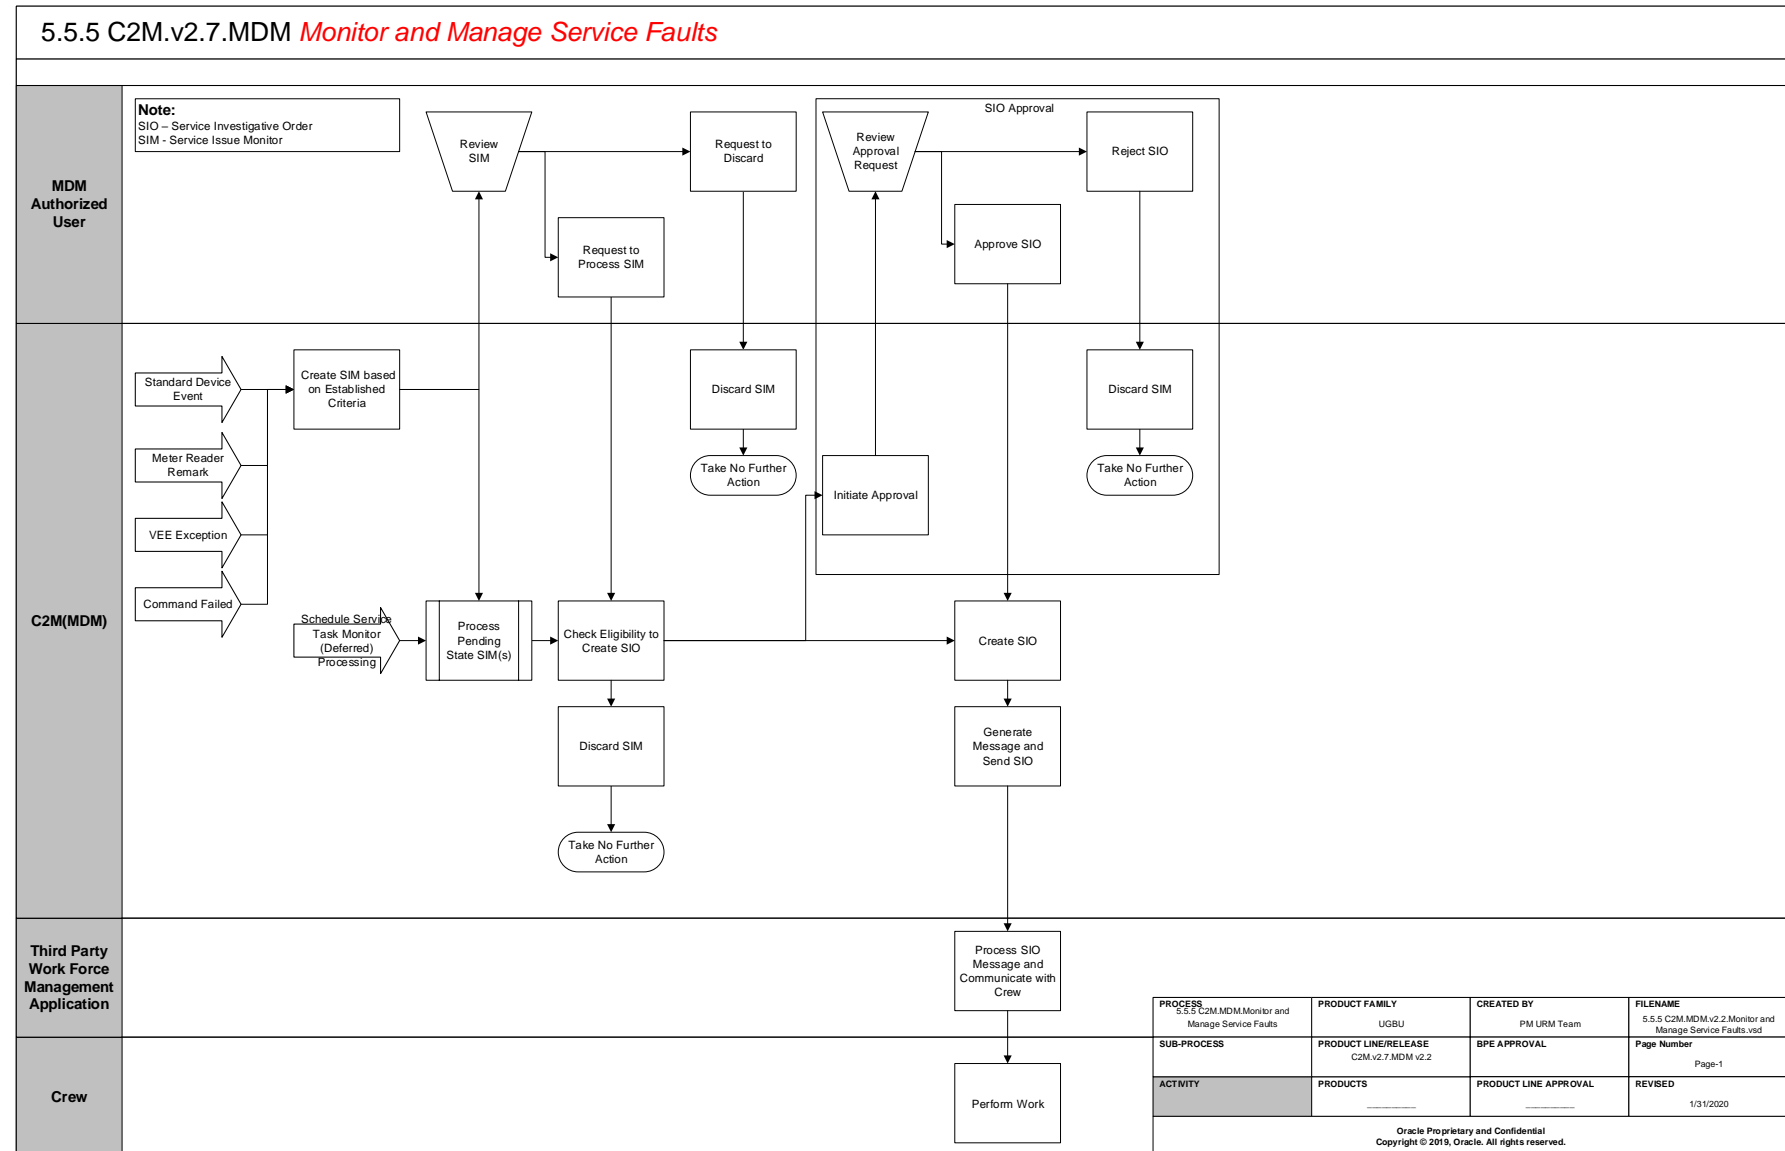 5.5.5 C2M.v2.7.MDM Monitor and Manage Service Faults
MDM
Authorized
User
Note:
SIO – Service Investigative Order
SIM - Service Issue Monitor
Review
SIM
Request to
Discard
Request to
Process SIM
SIO Approval
Review
Approval
Request
Reject SIO
Approve SIO
C2M(MDM)
Standard Device
Event
Meter Reader
Remark
VEE Exception
Command Failed
Create SIM based
on Established
Criteria
Discard SIM
Take No Further
Action
Initiate Approval
Discard SIM
Take No Further
Action
Schedule Service
Task Monitor
(Deferred)
Processing
Process
Pending
State SIM(s)
Check Eligibility to
Create SIO
Create SIO
Discard SIM
Take No Further
Action
Generate
Message and
Send SIO
Third Party
Work Force
Management
Application
Process SIO
Message and
Communicate with
Crew
Crew
Perform Work
PROCESS
5.5.5 C2M.MDM.Monitor and
Manage Service Faults
PRODUCT FAMILY
UGBU
CREATED BY
PM URM Team
FILENAME
5.5.5 C2M.MDM.v2.2.Monitor and
Manage Service Faults.vsd
SUB-PROCESS
PRODUCT LINE/RELEASE
C2M.v2.7.MDM v2.2
BPE APPROVAL
Page Number
Page-1
ACTIVITY
PRODUCTS
PRODUCT LINE APPROVAL
REVISED
1/31/2020
Oracle Proprietary and Confidential
Copyright © 2019, Oracle. All rights reserved.